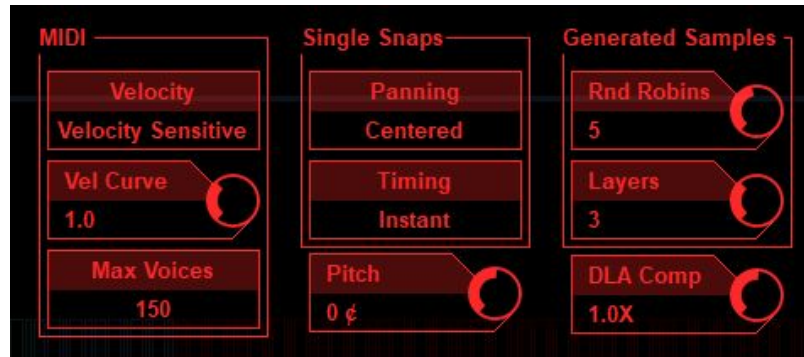 MIDI
Velocity
Velocity Sensitive
Vel Curve
1.0
Max Voices
150
Single Snaps
Panning
Centered
Timing
Instant
Pitch
0 ¢
Generated Samples
Rnd Robins
5
Layers
3
DLA Comp
1.0X